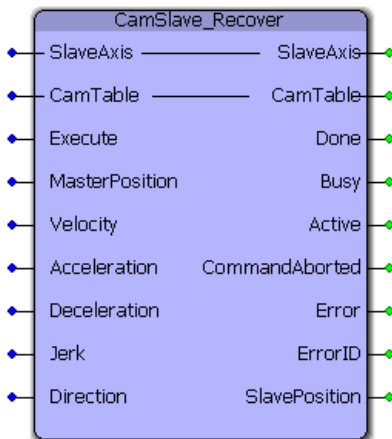 CamSlave_Recover
SlaveAxis SlaveAxis
CamTable CamTable
Execute Done
MasterPosition Busy
Velocity Active
Acceleration CommandAborted
Deceleration Error
Jerk ErrorID
Direction SlavePosition